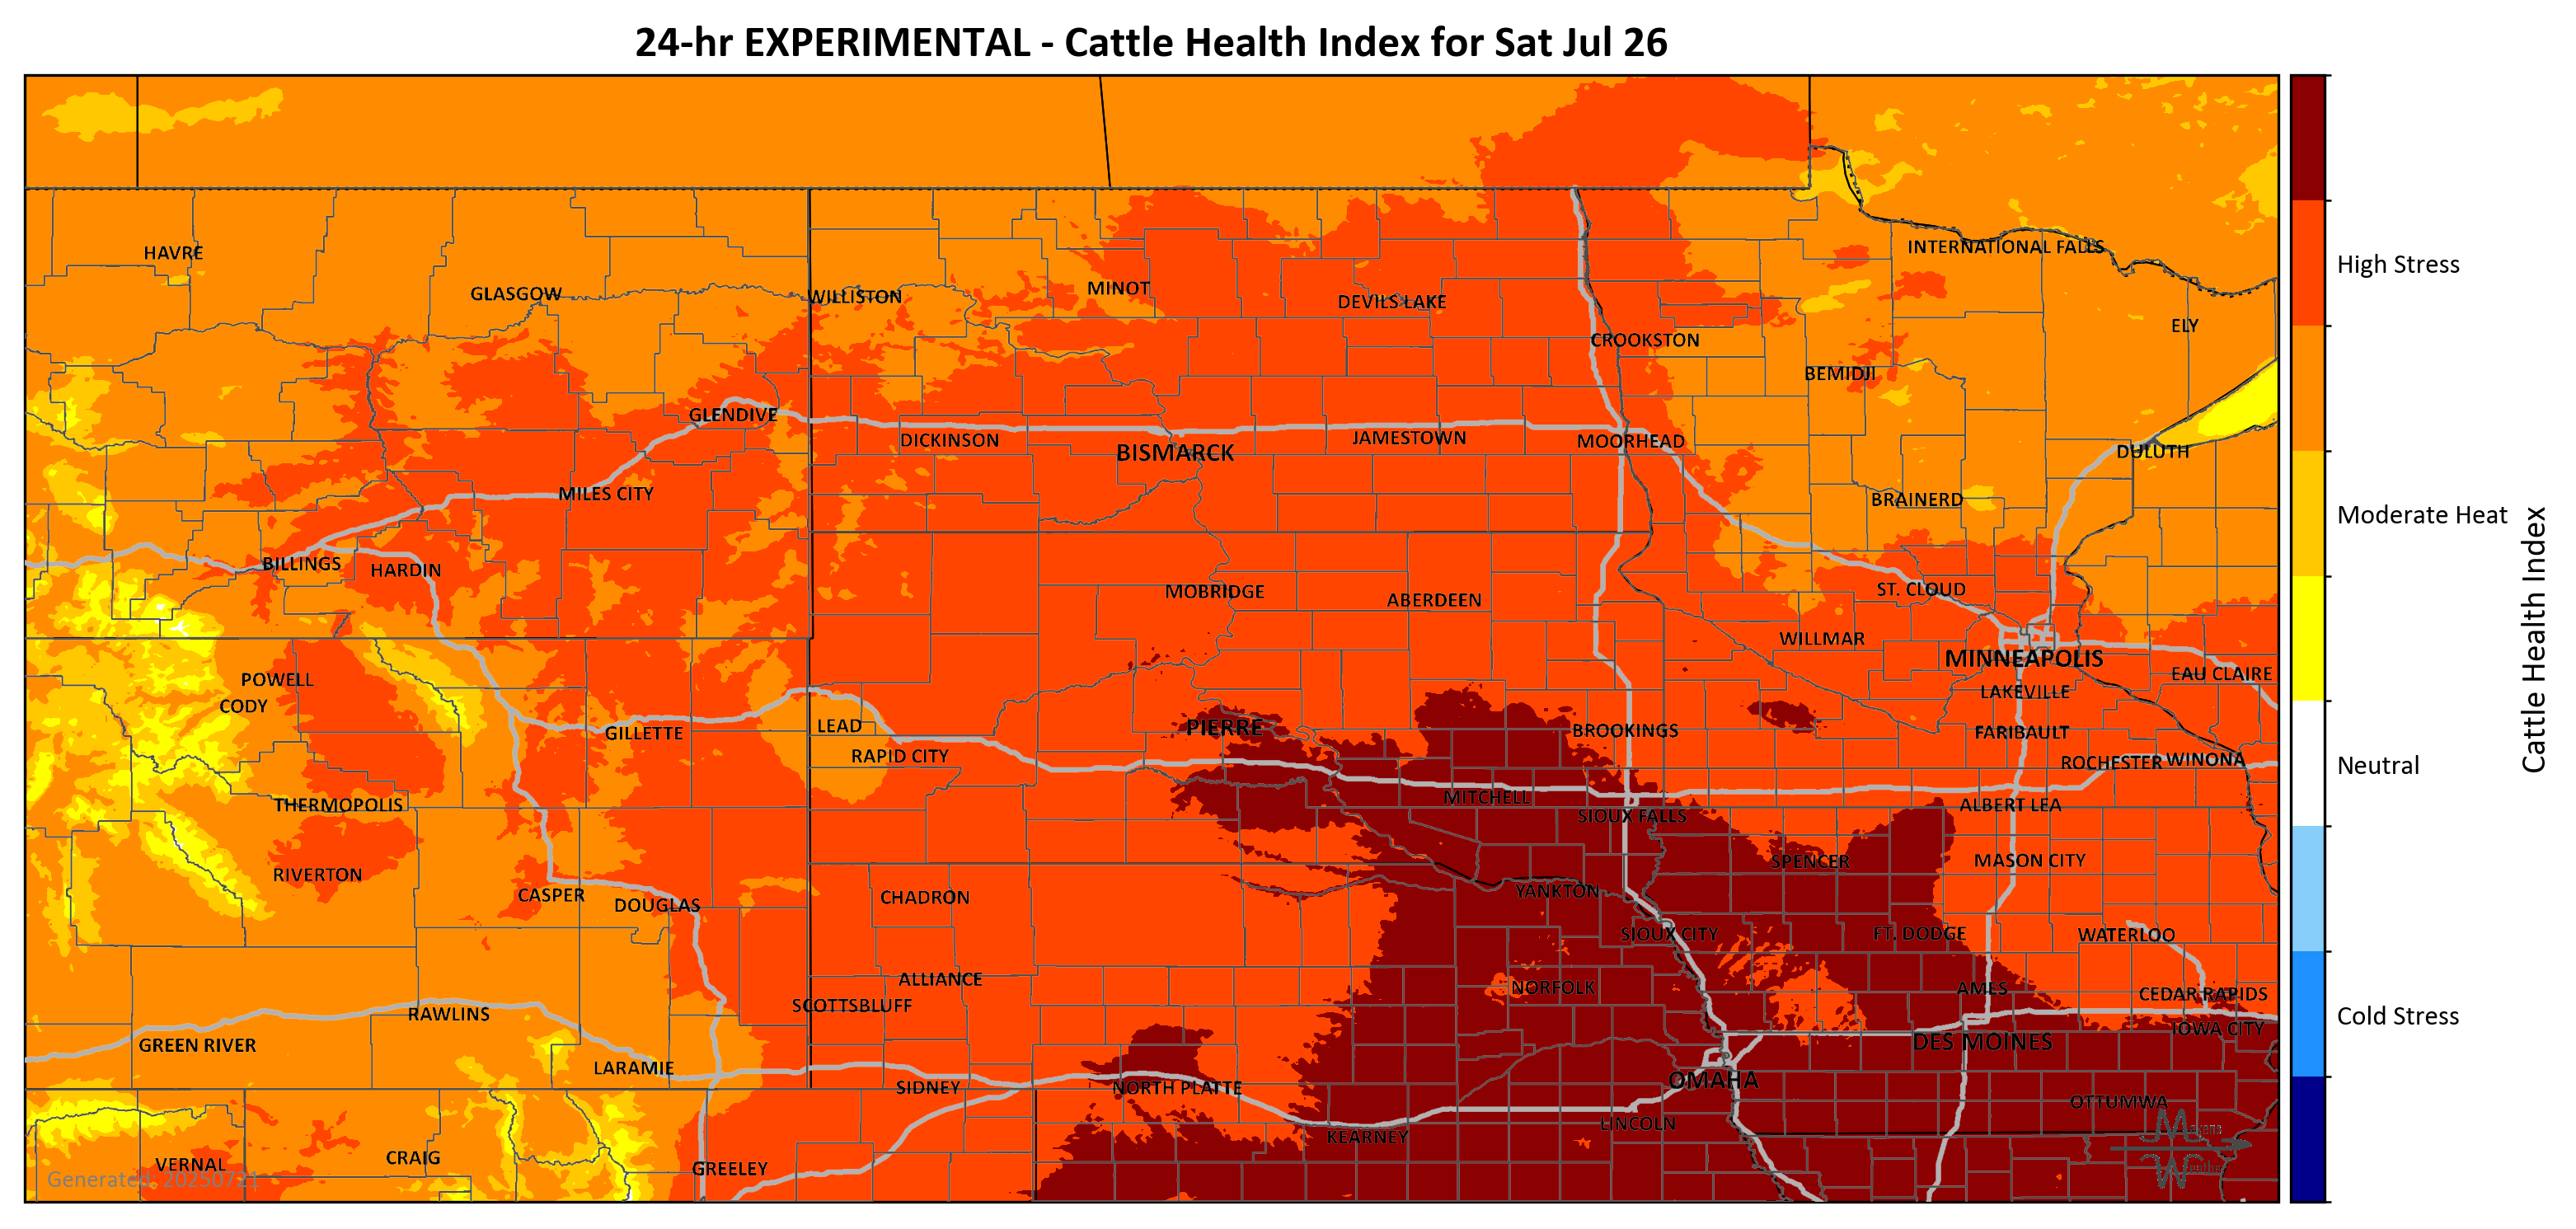 24-hr EXPERIMENTAL - Cattle Health Index for Sat Jul 26
HAVRE
INTERNATIONAL FALLS
GLASGOW
WILLISTON
MINOT
DEVILS LAKE
ELY
CROOKSTON
BEMIDJI
GLENDIVE
DICKINSON
BISMARCK
JAMESTOWN
MOORHEAD
DULUTH
MILES CITY
BRAINERD
BILLINGS
HARDIN
MOBRIDGE
ABERDEEN
ST. CLOUD
WILLMAR
MINNEAPOLIS
EAU CLAIRE
POWELL
CODY
LAKEVILLE
GILLETTE
LEAD
PIERRE
BROOKINGS
FARIBAULT
RAPID CITY
ROCHESTER
WINONA
THERMOPOLIS
MITCHELL
SIOUX FALLS
ALBERT LEA
RIVERTON
SPENCER
MASON CITY
CASPER
DOUGLAS
CHADRON
YANKTON
SIOUX CITY
FT. DODGE
WATERLOO
ALLIANCE
NORFOLK
AMES
CEDAR RAPIDS
SCOTTSBLUFF
RAWLINS
IOWA CITY
GREEN RIVER
DES MOINES
LARAMIE
SIDNEY
NORTH PLATTE
OMAHA
OTTUMWA
LINCOLN
KEARNEY
VERNAL
CRAIG
GREELEY
Generated: 20250721
High Stress
Moderate Heat
Neutral
Cold Stress
Cattle Health Index